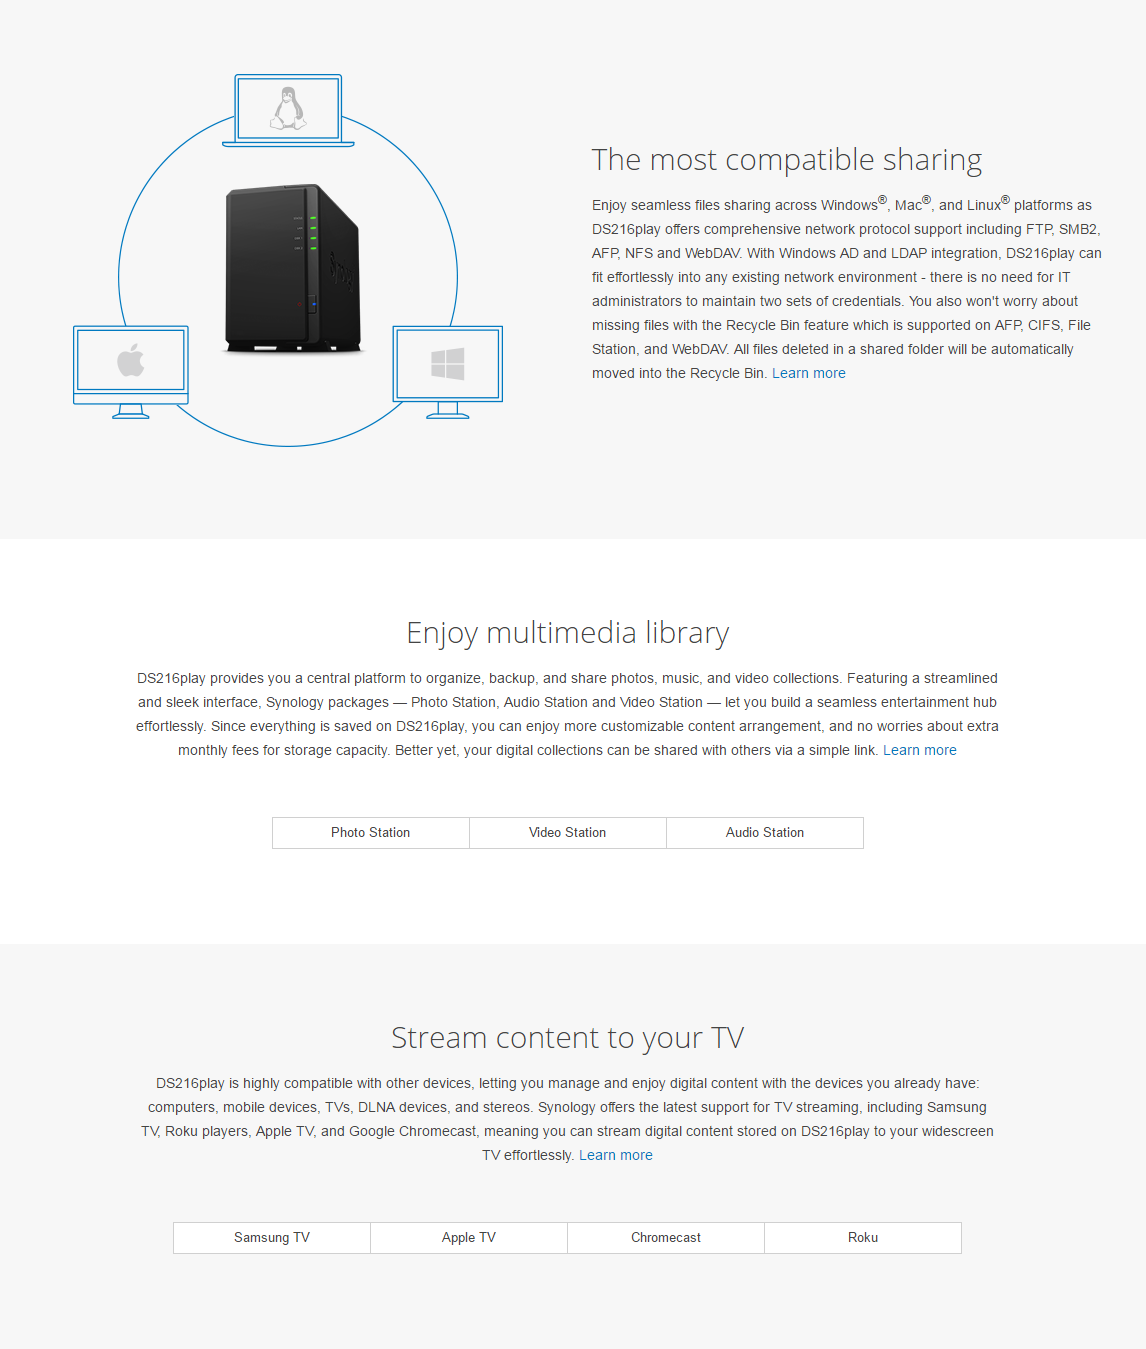 The most compatible sharing
Enjoy seamless files sharing across Windows®, Mac®, and Linux® platforms as
DS216play offers comprehensive network protocol support including FTP, SMB2,
AFP, NFS and WebDAV. With Windows AD and LDAP integration, DS216play can
fit effortlessly into any existing network environment - there is no need for IT
administrators to maintain two sets of credentials. You also won't worry about
missing files with the Recycle Bin feature which is supported on AFP, CIFS, File
Station, and WebDAV. All files deleted in a shared folder will be automatically
moved into the Recycle Bin. Learn more
Enjoy multimedia library
DS216play provides you a central platform to organize, backup, and share photos, music, and video collections. Featuring a streamlined
and sleek interface, Synology packages — Photo Station, Audio Station and Video Station — let you build a seamless entertainment hub
effortlessly. Since everything is saved on DS216play, you can enjoy more customizable content arrangement, and no worries about extra
monthly fees for storage capacity. Better yet, your digital collections can be shared with others via a simple link. Learn more
Photo Station
Video Station
Audio Station
Stream content to your TV
DS216play is highly compatible with other devices, letting you manage and enjoy digital content with the devices you already have:
computers, mobile devices, TVs, DLNA devices, and stereos. Synology offers the latest support for TV streaming, including Samsung
TV, Roku players, Apple TV, and Google Chromecast, meaning you can stream digital content stored on DS216play to your widescreen
TV effortlessly. Learn more
Samsung TV
Apple TV
Chromecast
Roku